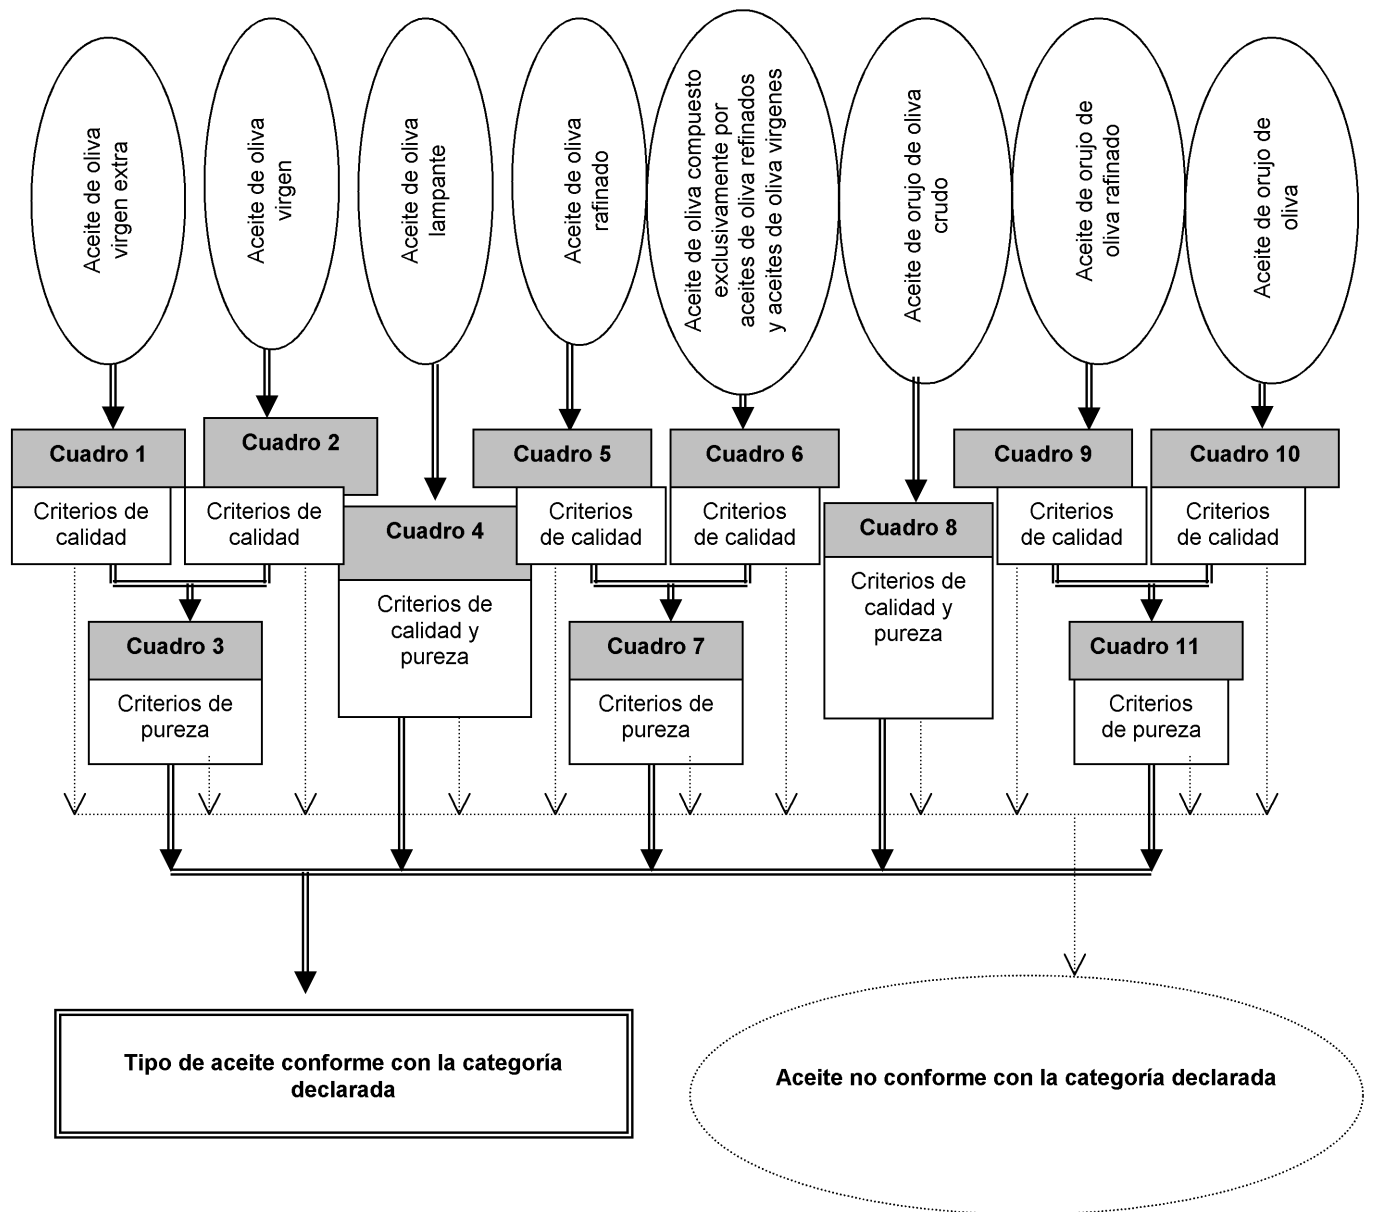 Aceite de oliva
virgen extra
Aceite de oliva
virgen
Aceite de oliva
lampante
Aceite de oliva
rafinado
Aceite de oliva compuesto
exclusivamente por
aceites de oliva refinados
y aceites de oliva virgenes
Aceite de orujo de oliva
crudo
Aceite de orujo de
oliva rafinado
Aceite de orujo de
oliva
Cuadro 1
Criterios de
calidad
Cuadro 2
Criterios de
calidad
Cuadro 3
Criterios de
pureza
Cuadro 4
Criterios de
calidad y
pureza
Cuadro 5
Criterios
de calidad
Cuadro 6
Criterios
de calidad
Cuadro 7
Criterios de
pureza
Cuadro 8
Criterios de
calidad y
pureza
Cuadro 9
Criterios
de calidad
Cuadro 10
Criterios
de calidad
Cuadro 11
Criterios
de pureza
Tipo de aceite conforme con la categoría
declarada
Aceite no conforme con la categoría declarada